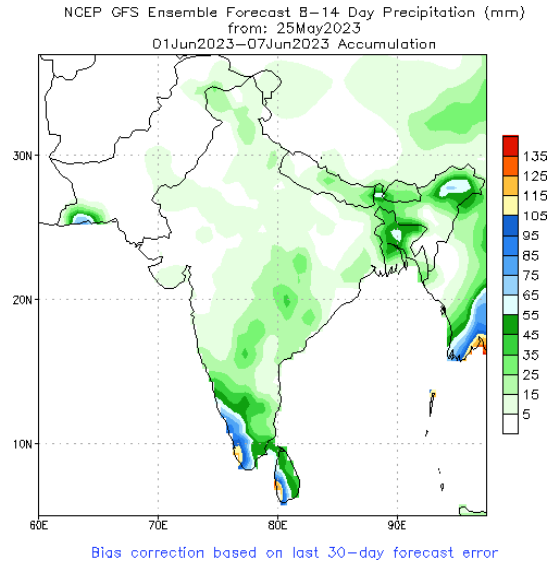 NCEP GFS Ensemble Forecast 8-14 Day Precipitation (mm)
from: 25May2023
01Jun2023-07Jun2023 Accumulation
30N
20N
10N
60E
70E
80E
90E
135
125
115
105
95
85
75
65
55
45
35
25
15
5
Bias correction based on last 30-day forecast error